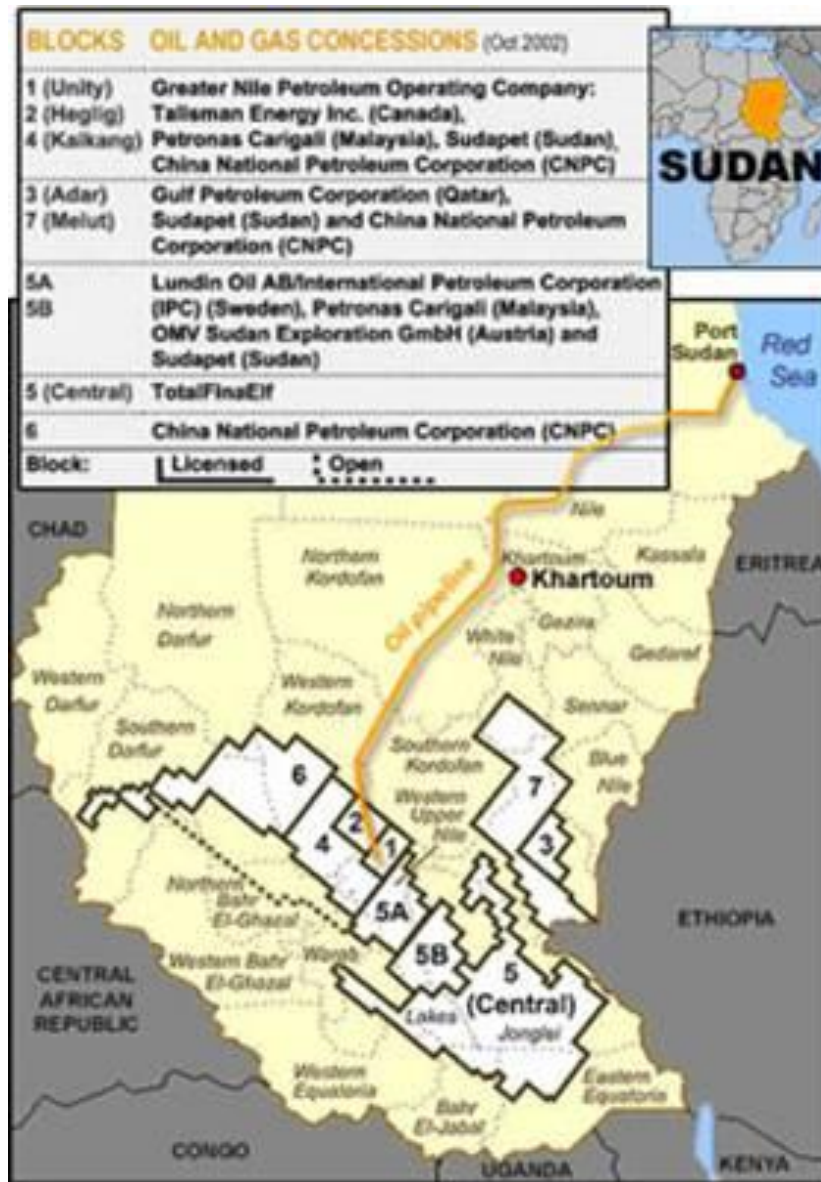 BLOCKS OIL AND GAS CONCESSIONS (Oct.2002)
1 (Unity) Greater Nile Petroleum Operating Company:
2 (Heglig) Talisman Energy Inc. (Canada),
4 (Kaikang) Petronas Carigali (Malaysia), Sudapet (Sudan),
China National Petroleum Corporation (CNPC)
3 (Adar) Gulf Petroleum Corporation (Qatar),
7 (Melut) Sudapet (Sudan) and China National Petroleum
Corporation (CNPC)
5A Lundin Oil AB/International Petroleum Corporation
5B (IPC) (Sweden), Petronas Carigali (Malaysia),
OMV Sudan Exploration GmbH (Austria) and
Sudapet (Sudan)
5 (Central) TotalFinaElf
6 China National Petroleum Corporation (CNPC)
Block: Licensed Open
SUDAN
Port
Sudan
Red
Sea
CHAD
Nile
Northern
Kordofan
Khartoum
Kassala
ERITREA
Khartoum
Oil pipeline
Northern
Darfur
White
Nile
Gezira
Gedaref
Western
Darfur
Western
Kordofan
Sennar
Southern
Darfur
Southern
Kordofan
Blue
Nile
6
7
Western
Upper
Nile
2
4
1
3
Northern
Bahr
El-Ghazal
5A
ETHIOPIA
5B
Warab
Western Bahr
El-Ghazal
5
(Central)
CENTRAL
AFRICAN
REPUBLIC
Lakes
Jonglei
Western
Equatoria
Eastern
Equatoria
Bahr
El-Jabal
CONGO
UGANDA
KENYA